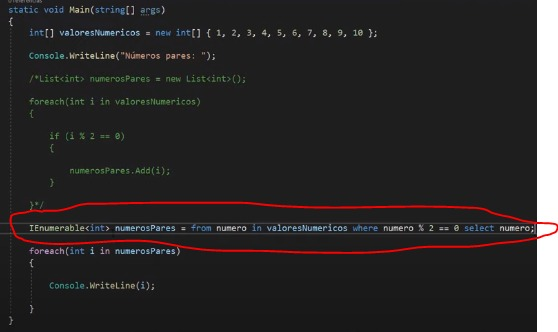 static void Main(string[] args)
{
int[] valoresNumericos = new int[] { 1, 2, 3, 4, 5, 6, 7, 8, 9, 10 };
Console.WriteLine("Números pares: ");
/*List<int> numerosPares = new List<int>();
foreach(int i in valoresNumericos)
{
if (i % 2 == 0)
{
numerosPares.Add(i);
}
}*/
IEnumerable<int> numerosPares = from numero in valoresNumericos where numero % 2 == 0 select numero;
foreach(int i in numerosPares)
{
Console.WriteLine(i);
}
}